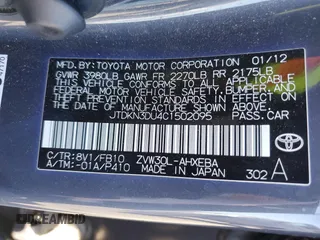 MFD. BY: TOYOTA MOTOR CORPORATION 01/12
GVWR 3980LB GAWR FR 2270LB RR 2175LB
THIS VEHICLE CONFORMS TO ALL APPLICABLE
FEDERAL MOTOR VEHICLE SAFETY, BUMPER, AND
THEFT PREVENTION STANDARDS IN EFFECT ON
THE DATE OF MANUFACTURE SHOWN ABOVE.
JTDKN3DU4C1502095 PASS.CAR
TOYOTA
C/TR:8V1/FB10 ZVW30L-AHXEBA
A/TM:-01A/P410 MADE IN JAPAN 302 A